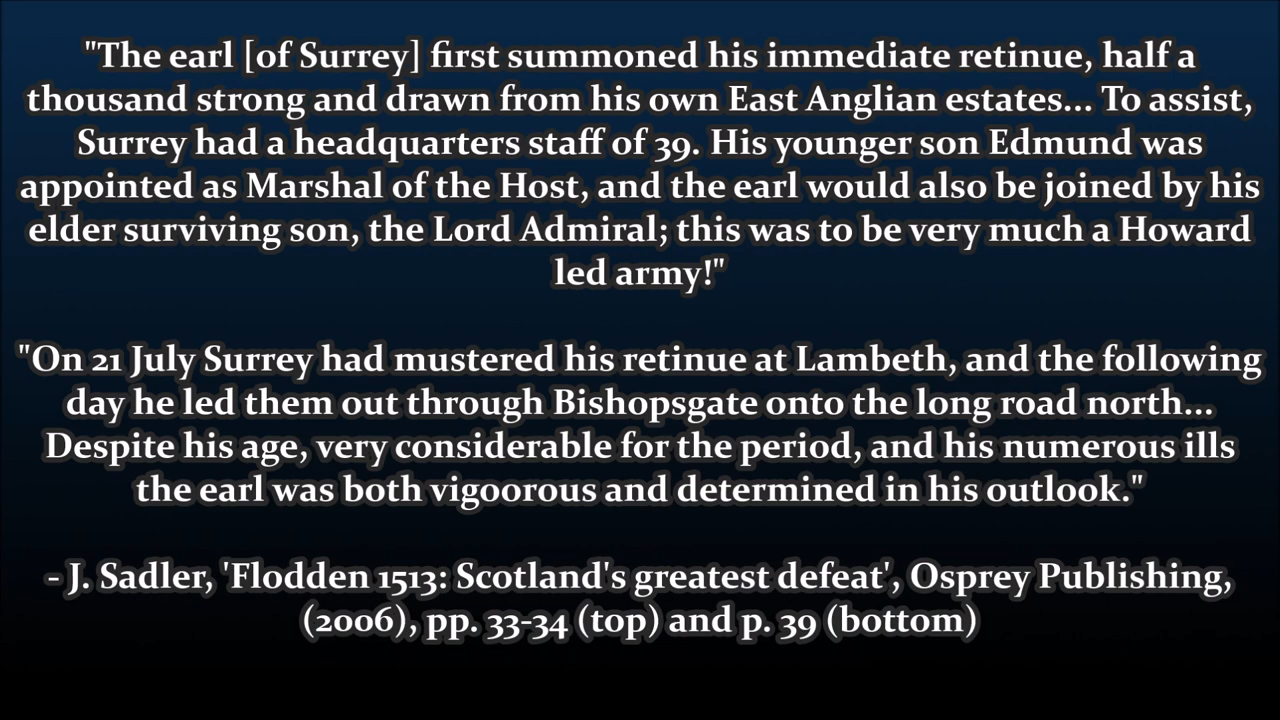 "The earl [of Surrey] first summoned his immediate retinue, half a
thousand strong and drawn from his own East Anglian estates... To assist,
Surrey had a headquarters staff of 39. His younger son Edmund was
appointed as Marshal of the Host, and the earl would also be joined by his
elder surviving son, the Lord Admiral; this was to be very much a Howard
led army!"
"On 21 July Surrey had mustered his retinue at Lambeth, and the following
day he led them out through Bishopsgate onto the long road north...
Despite his age, very considerable for the period, and his numerous ills
the earl was both vigoorous and determined in his outlook."
- J. Sadler, 'Flodden 1513: Scotland's greatest defeat', Osprey Publishing,
(2006), pp. 33-34 (top) and p. 39 (bottom)